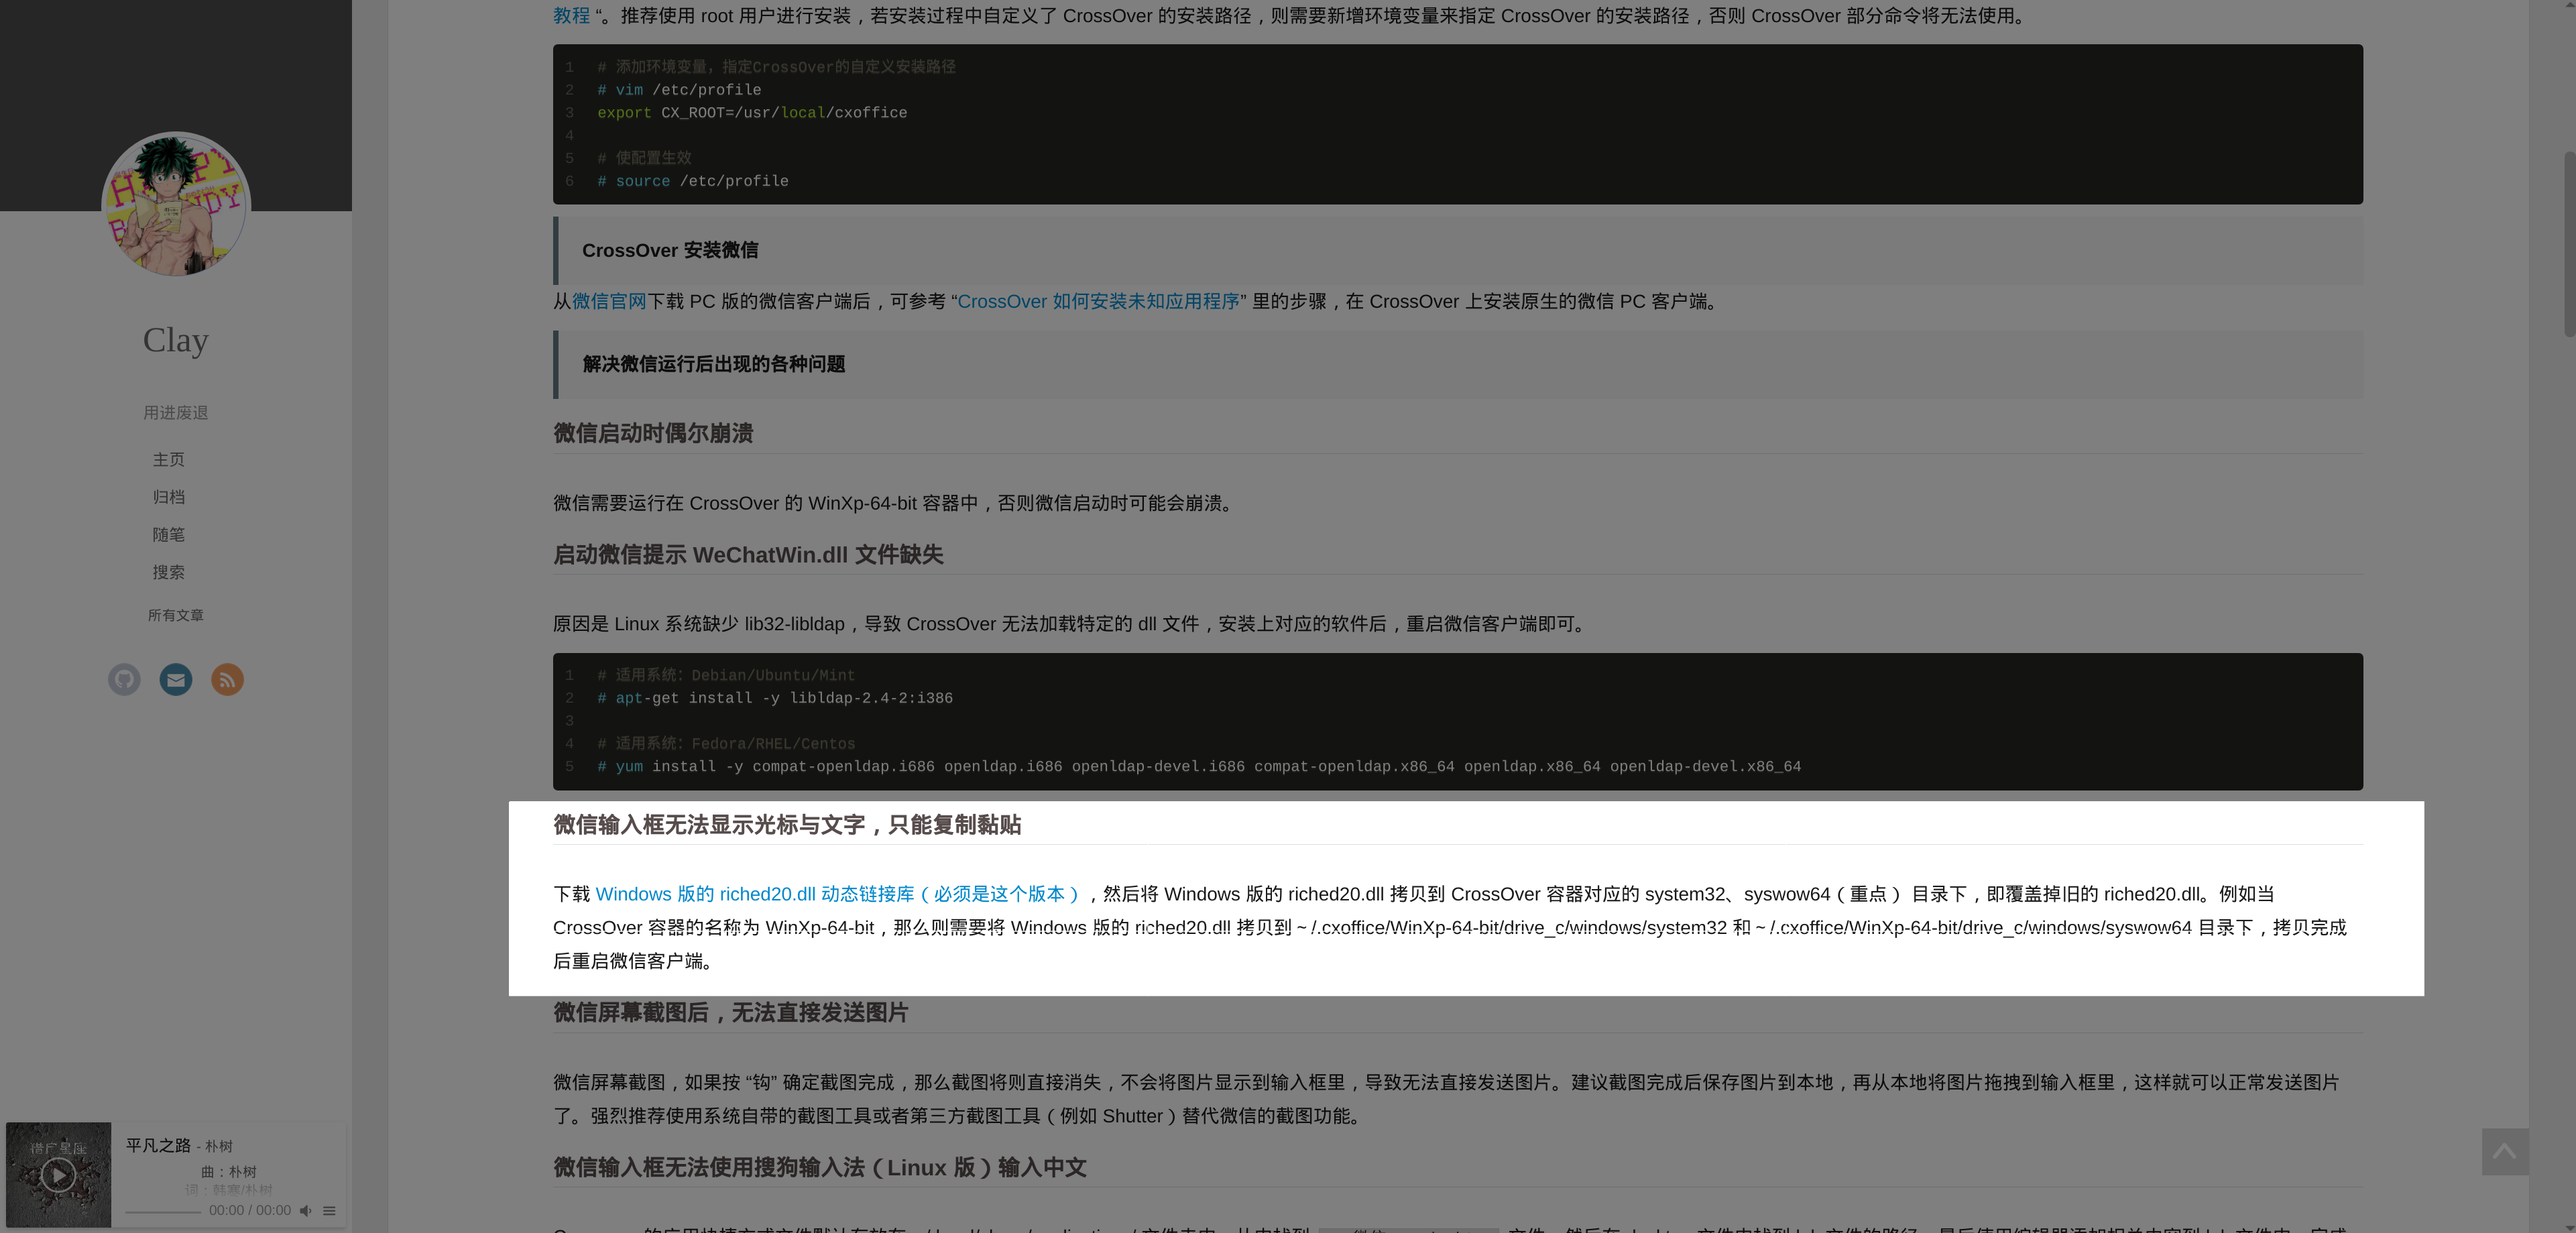 Clay
用进废退
主页
归档
随笔
搜索
所有文章
平凡之路 - 朴树
曲：朴树
词：韩寒/朴树
00:00 / 00:00
教程 “。推荐使用 root 用户进行安装，若安装过程中自定义了 CrossOver 的安装路径，则需要新增环境变量来指定 CrossOver 的安装路径，否则 CrossOver 部分命令将无法使用。
1 # 添加环境变量，指定CrossOver的自定义安装路径
2 # vim /etc/profile
3 export CX_ROOT=/usr/local/cxoffice
4
5 # 使配置生效
6 # source /etc/profile
CrossOver 安装微信
从微信官网下载 PC 版的微信客户端后，可参考 “CrossOver 如何安装未知应用程序” 里的步骤，在 CrossOver 上安装原生的微信 PC 客户端。
解决微信运行后出现的各种问题
微信启动时偶尔崩溃
微信需要运行在 CrossOver 的 WinXp-64-bit 容器中，否则微信启动时可能会崩溃。
启动微信提示 WeChatWin.dll 文件缺失
原因是 Linux 系统缺少 lib32-libldap，导致 CrossOver 无法加载特定的 dll 文件，安装上对应的软件后，重启微信客户端即可。
1 # 适用系统：Debian/Ubuntu/Mint
2 # apt-get install -y libldap-2.4-2:i386
3
4 # 适用系统：Fedora/RHEL/Centos
5 # yum install -y compat-openldap.i686 openldap.i686 openldap-devel.i686 compat-openldap.x86_64 openldap.x86_64 openldap-devel.x86_64
微信输入框无法显示光标与文字，只能复制黏贴
下载 Windows 版的 riched20.dll 动态链接库（必须是这个版本），然后将 Windows 版的 riched20.dll 拷贝到 CrossOver 容器对应的 system32、syswow64（重点） 目录下，即覆盖掉旧的 riched20.dll。例如当
CrossOver 容器的名称为 WinXp-64-bit，那么则需要将 Windows 版的 riched20.dll 拷贝到 ~ /.cxoffice/WinXp-64-bit/drive_c/windows/system32 和 ~ /.cxoffice/WinXp-64-bit/drive_c/windows/syswow64 目录下，拷贝完成
后重启微信客户端。
微信屏幕截图后，无法直接发送图片
微信屏幕截图，如果按 “钩” 确定截图完成，那么截图将则直接消失，不会将图片显示到输入框里，导致无法直接发送图片。建议截图完成后保存图片到本地，再从本地将图片拖拽到输入框里，这样就可以正常发送图片
了。强烈推荐使用系统自带的截图工具或者第三方截图工具（例如 Shutter）替代微信的截图功能。
微信输入框无法使用搜狗输入法（Linux 版）输入中文